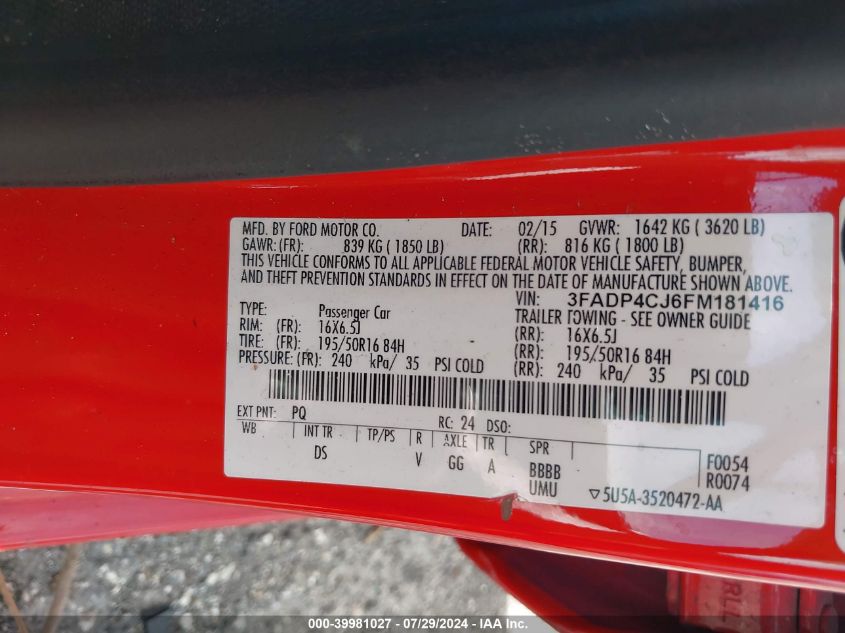 MFD. BY FORD MOTOR CO. DATE: 02/15 GVWR: 1642 KG ( 3620 LB)
GAWR: (FR): 839 KG ( 1850 LB) (RR): 816 KG ( 1800 LB)
THIS VEHICLE CONFORMS TO ALL APPLICABLE FEDERAL MOTOR VEHICLE SAFETY, BUMPER,
AND THEFT PREVENTION STANDARDS IN EFFECT ON THE DATE OF MANUFACTURE SHOWN ABOVE.
VIN: 3FADP4CJ6FM181416
TYPE: Passenger Car TRAILER TOWING - SEE OWNER GUIDE
RIM: (FR): 16X6.5J (RR): 16X6.5J
TIRE: (FR): 195/50R16 84H (RR): 195/50R16 84H
PRESSURE: (FR): 240 kPa/ 35 PSI COLD (RR): 240 kPa/ 35 PSI COLD
EXT PNT: PQ RC: 24 DSO:
WB INT TR TP/PS R AXLE TR SPR F0054
DS V GG A BBBB R0074
UMU 5U5A-3520472-AA
000-39981027 - 07/29/2024 - IAA Inc.